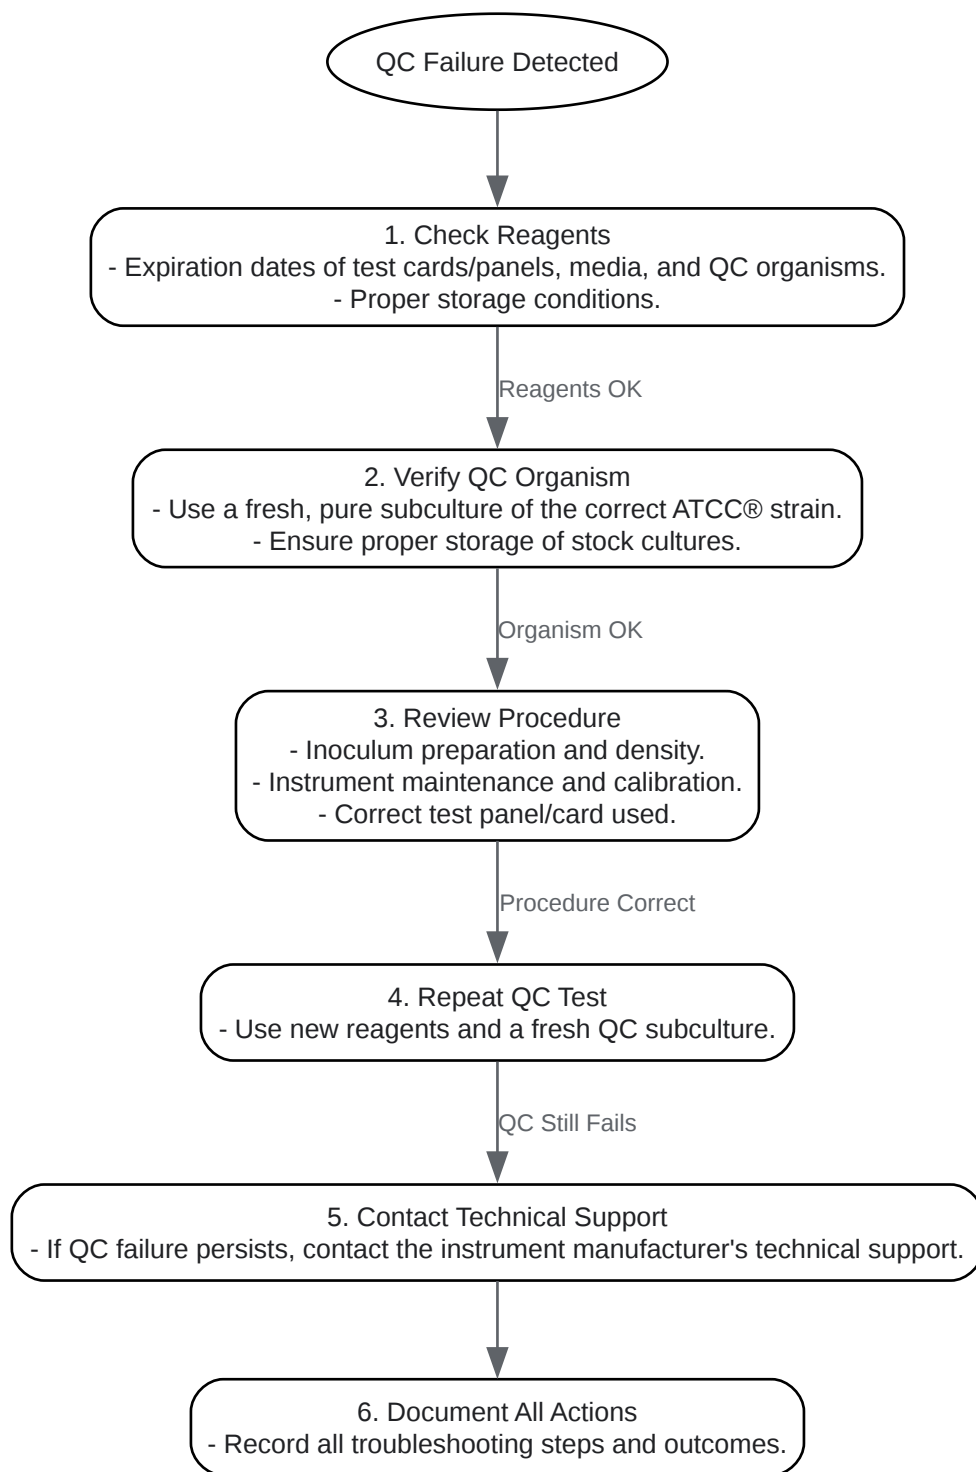 QC Failure Detected
1. Check Reagents
- Expiration dates of test cards/panels, media, and QC organisms.
- Proper storage conditions.
Reagents OK
2. Verify QC Organism
- Use a fresh, pure subculture of the correct ATCC® strain.
- Ensure proper storage of stock cultures.
Organism OK
3. Review Procedure
- Inoculum preparation and density.
- Instrument maintenance and calibration.
- Correct test panel/card used.
Procedure Correct
4. Repeat QC Test
- Use new reagents and a fresh QC subculture.
QC Still Fails
5. Contact Technical Support
- If QC failure persists, contact the instrument manufacturer's technical support.
6. Document All Actions
- Record all troubleshooting steps and outcomes.